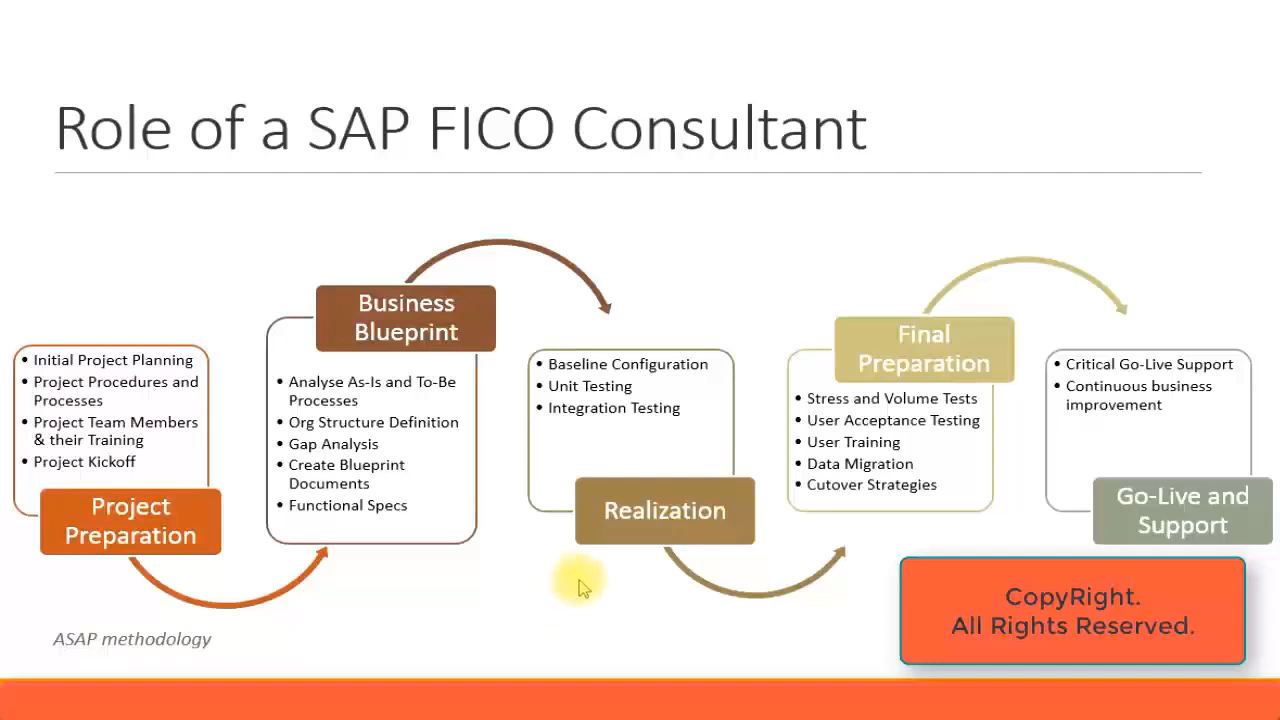 Role of a SAP FICO Consultant
• Initial Project Planning
• Project Procedures and
Processes
• Project Team Members
& their Training
• Project Kickoff
Project
Preparation
Business
Blueprint
• Analyse As-Is and To-Be
Processes
• Org Structure Definition
• Gap Analysis
• Create Blueprint
Documents
• Functional Specs
• Baseline Configuration
• Unit Testing
• Integration Testing
Realization
Final
Preparation
• Stress and Volume Tests
• User Acceptance Testing
• User Training
• Data Migration
• Cutover Strategies
• Critical Go-Live Support
• Continuous business
improvement
Go-Live and
Support
CopyRight.
All Rights Reserved.
ASAP methodology